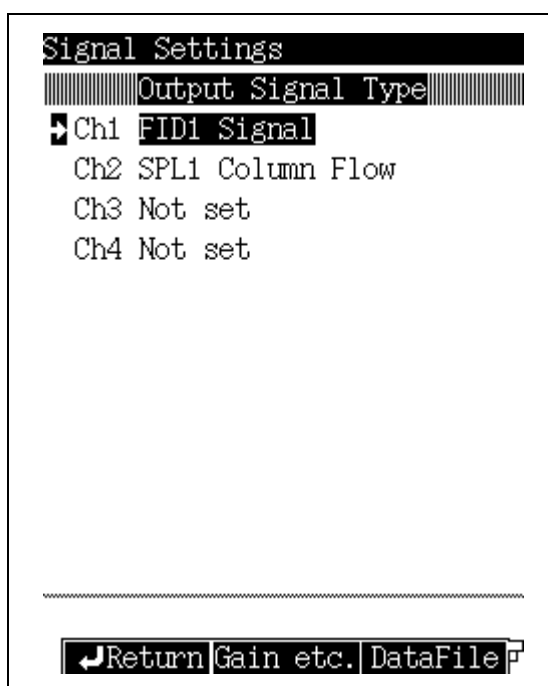 Signal Settings
Output Signal Type
Ch1 FID1 Signal
Ch2 SPL1 Column Flow
Ch3 Not set
Ch4 Not set
Return Gain etc. DataFile